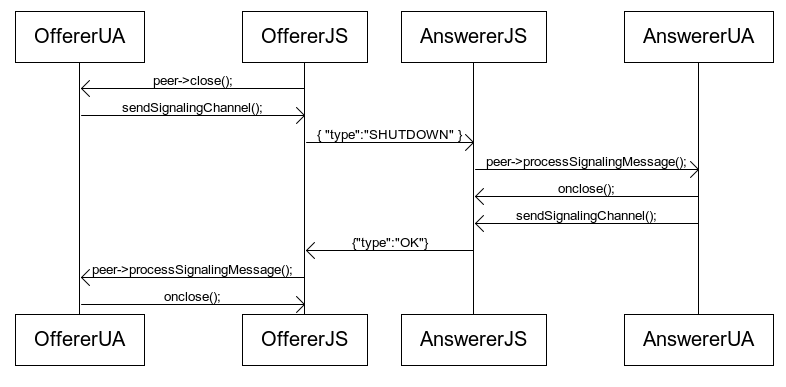 OffererUA OffererJS AnswererJS AnswererUA
peer->close();
sendSignalingChannel();
{ "type":"SHUTDOWN" }
peer->processSignalingMessage();
onclose();
sendSignalingChannel();
{"type":"OK"}
peer->processSignalingMessage();
onclose();
OffererUA OffererJS AnswererJS AnswererUA